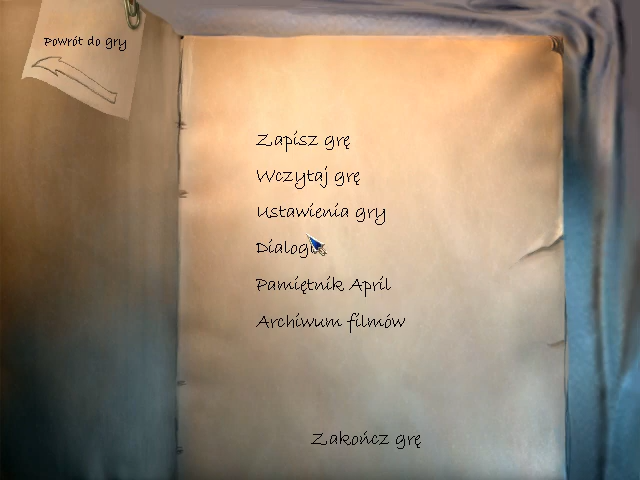 Powrót do gry
Zapisz grę
Wczytaj grę
Ustawienia gry
Dialogi
Pamiętnik April
Archiwum filmów
Zakończ grę